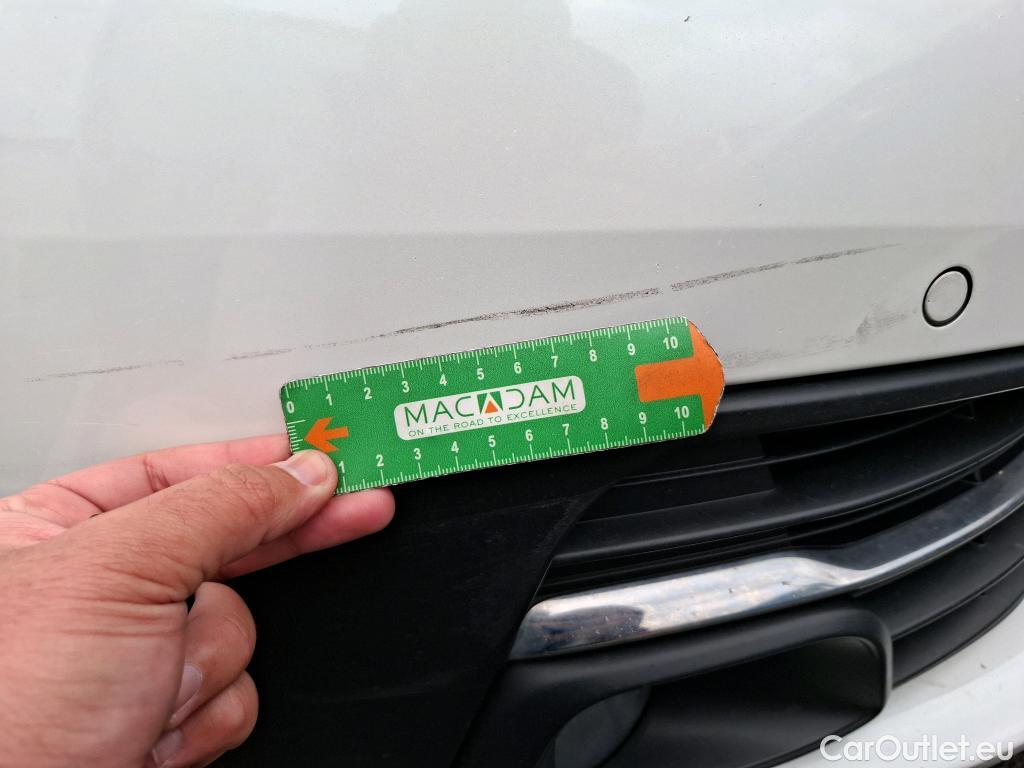 0 1 2 3 4 5 6 7 8 9 10
MACADAM
ON THE ROAD TO EXCELLENCE
1 2 3 4 5 6 7 8 9 10
CarOutlet.eu